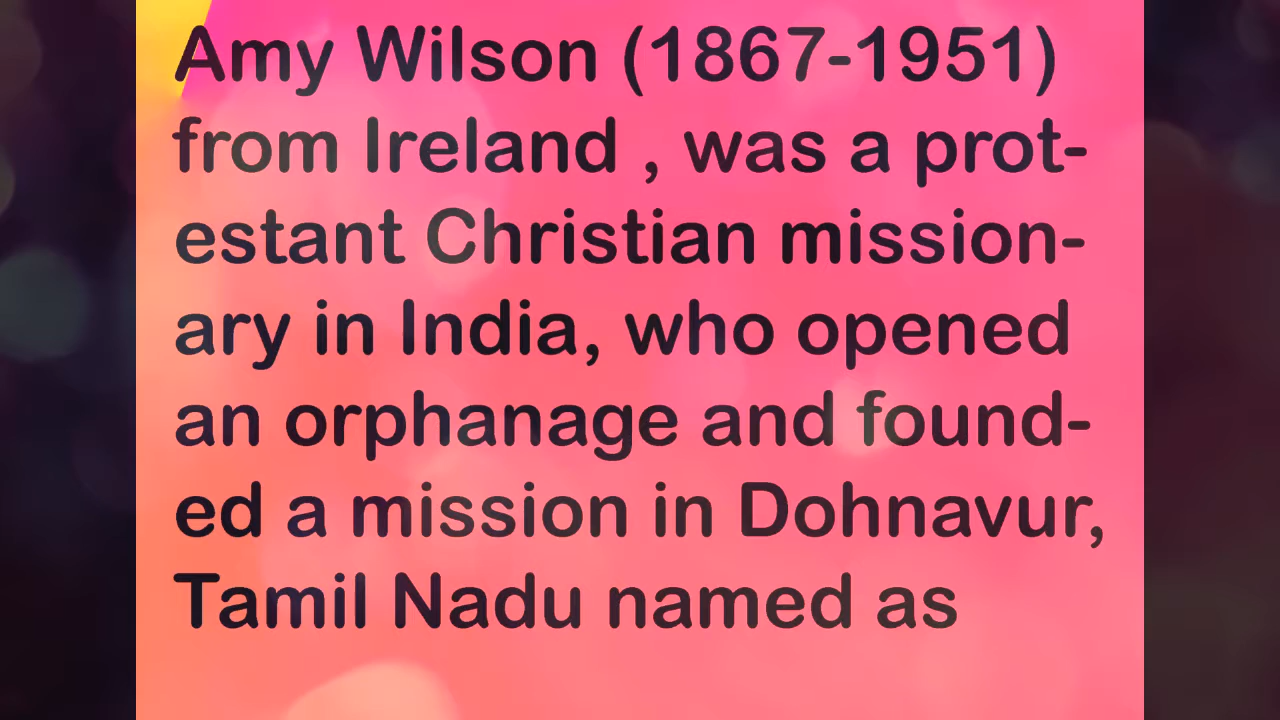 Amy Wilson (1867-1951)
from Ireland , was a prot-
estant Christian mission-
ary in India, who opened
an orphanage and found-
ed a mission in Dohnavur,
Tamil Nadu named as